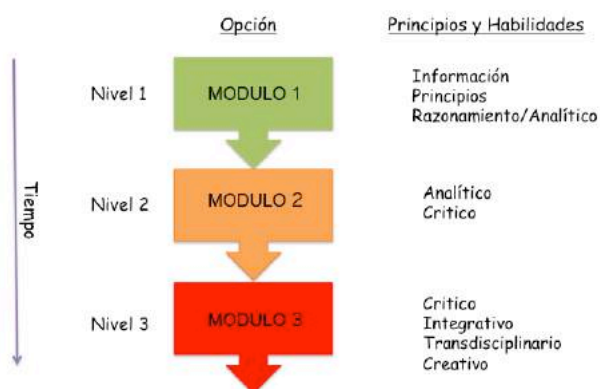 Opción
Principios y Habilidades
Nivel 1
MODULO 1
Información
Principios
Razonamiento/Analítico
Tiempo
Nivel 2
MODULO 2
Analítico
Critico
Nivel 3
MODULO 3
Critico
Integrativo
Transdisciplinario
Creativo